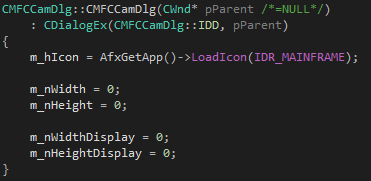 CMFCCamDlg::CMFCCamDlg(CWnd* pParent /*=NULL*/)
    : CDialogEx(CMFCCamDlg::IDD, pParent)
{
    m_hIcon = AfxGetApp()->LoadIcon(IDR_MAINFRAME);
    m_nWidth = 0;
    m_nHeight = 0;
    m_nWidthDisplay = 0;
    m_nHeightDisplay = 0;
}